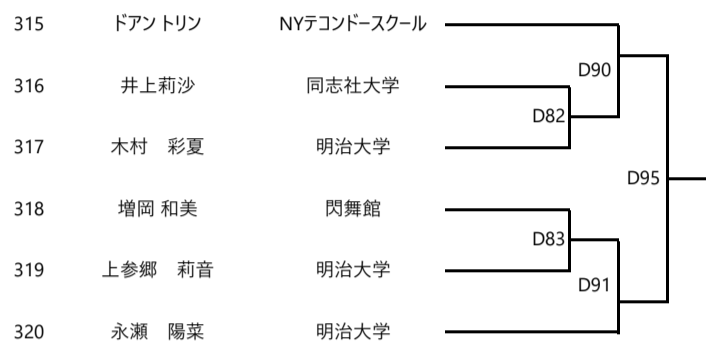 315 ドアン トリン NYテコンドースクール
D90
316 井上莉沙 同志社大学
D82
317 木村　彩夏 明治大学
D95
318 増岡 和美 閃舞館
D83
319 上参郷　莉音 明治大学
D91
320 永瀬　陽菜 明治大学